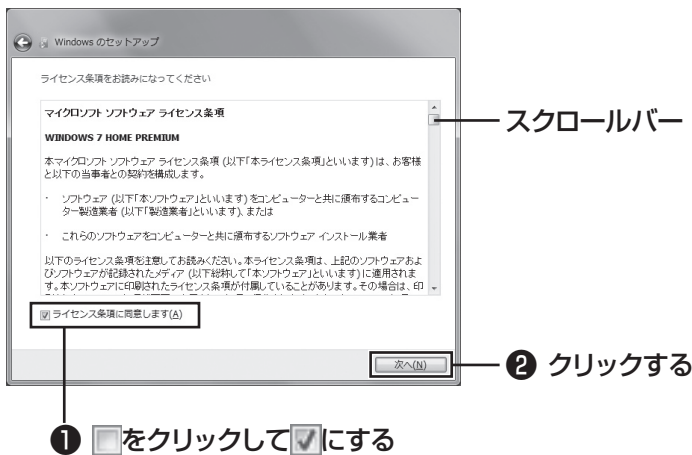 Windows のセットアップ
ライセンス条項をお読みになってください
マイクロソフト ソフトウェア ライセンス条項
WINDOWS 7 HOME PREMIUM
本マイクロソフト ソフトウェア ライセンス条項 (以下「本ライセンス条項」といいます) は、お客様
と以下の当事者との契約を構成します。
· ソフトウェア (以下「本ソフトウェア」といいます) をコンピューターと共に頒布するコンピュー
ター製造業者 (以下「製造業者」といいます)、または
· これらのソフトウェアをコンピューターと共に頒布するソフトウェア インストール業者
以下のライセンス条項を注意してお読みください。本ライセンス条項は、上記のソフトウェアおよ
びソフトウェアが記録されたメディア (以下総称して「本ソフトウェア」といいます) に適用されま
す。本ソフトウェアに印刷されたライセンス条項が付属していることがあります。その場合は、印
スクロールバー
ライセンス条項に同意します(A)
次へ(N)
❷ クリックする
❶ をクリックして にする